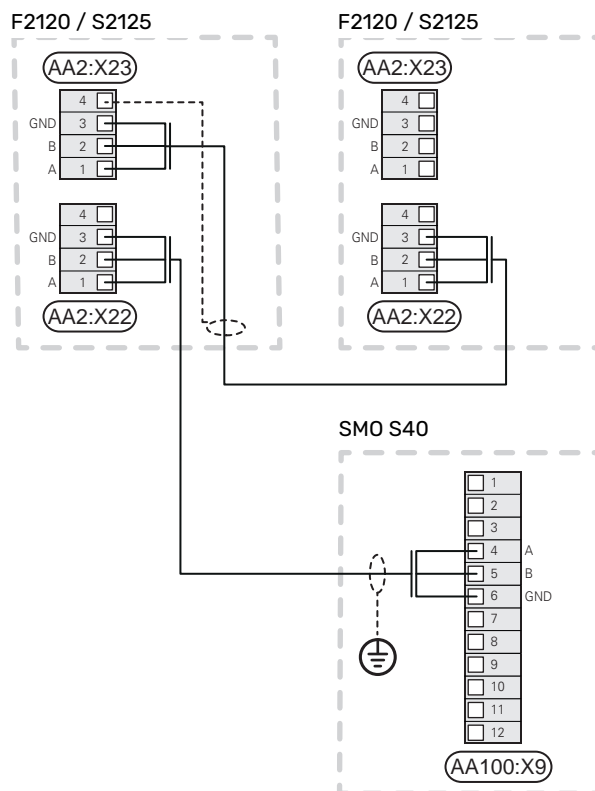 F2120 / S2125
AA2:X23
4
GND 3
B 2
A 1
4
GND 3
B 2
A 1
AA2:X22
F2120 / S2125
AA2:X23
4
GND 3
B 2
A 1
4
GND 3
B 2
A 1
AA2:X22
SMO S40
1
2
3
4 A
5 B
6 GND
7
8
9
10
11
12
AA100:X9